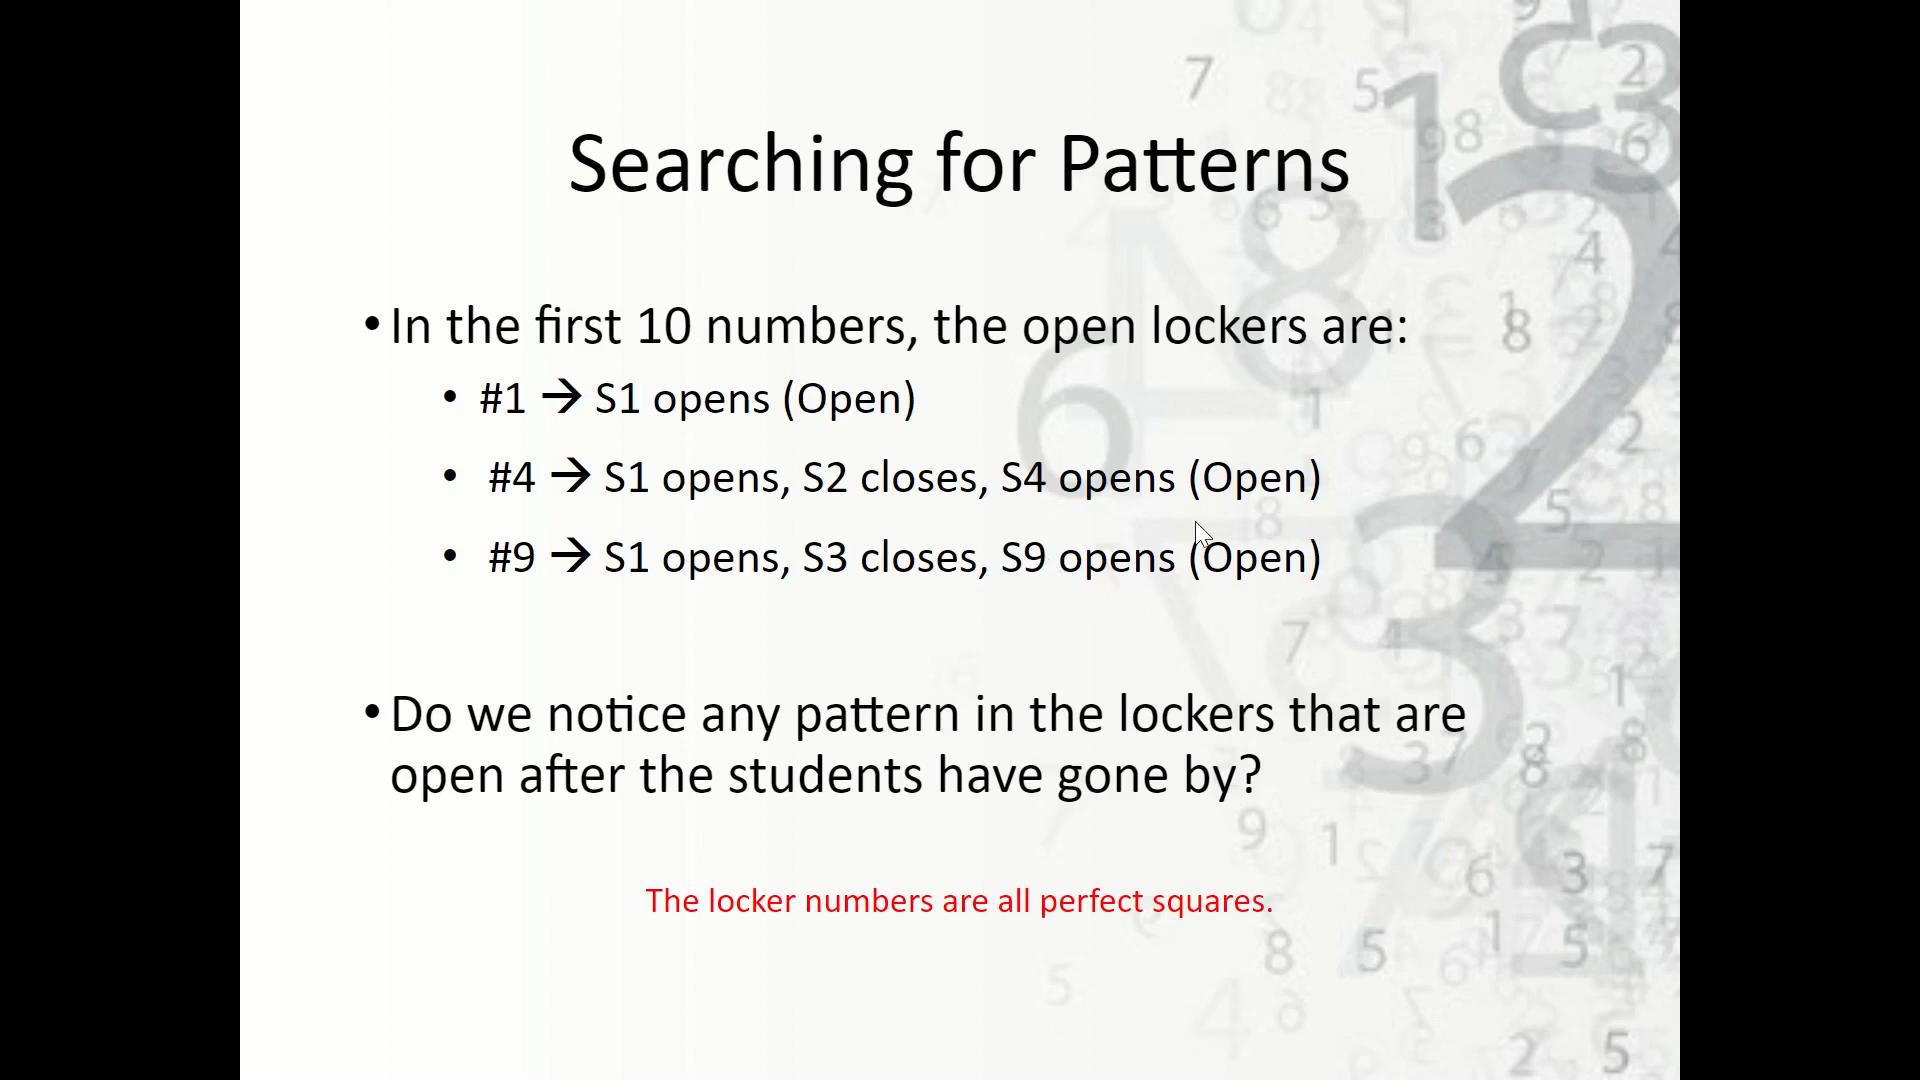 Searching for Patterns
• In the first 10 numbers, the open lockers are:
• #1 → S1 opens (Open)
• #4 → S1 opens, S2 closes, S4 opens (Open)
• #9 → S1 opens, S3 closes, S9 opens (Open)
• Do we notice any pattern in the lockers that are
open after the students have gone by?
The locker numbers are all perfect squares.